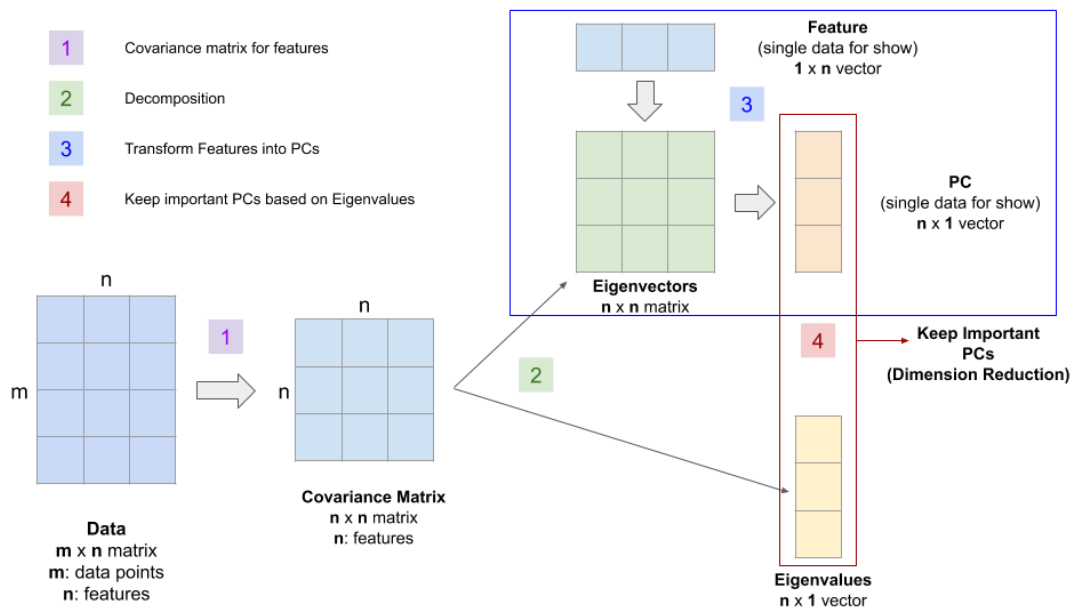 1
Covariance matrix for features
2
Decomposition
3
Transform Features into PCs
4
Keep important PCs based on Eigenvalues
Feature
(single data for show)
1 x n vector
3
PC
(single data for show)
n x 1 vector
Eigenvectors
n x n matrix
n
m
1
n
n
2
4
Keep Important
PCs
(Dimension Reduction)
Covariance Matrix
n x n matrix
n: features
Data
m x n matrix
m: data points
n: features
Eigenvalues
n x 1 vector